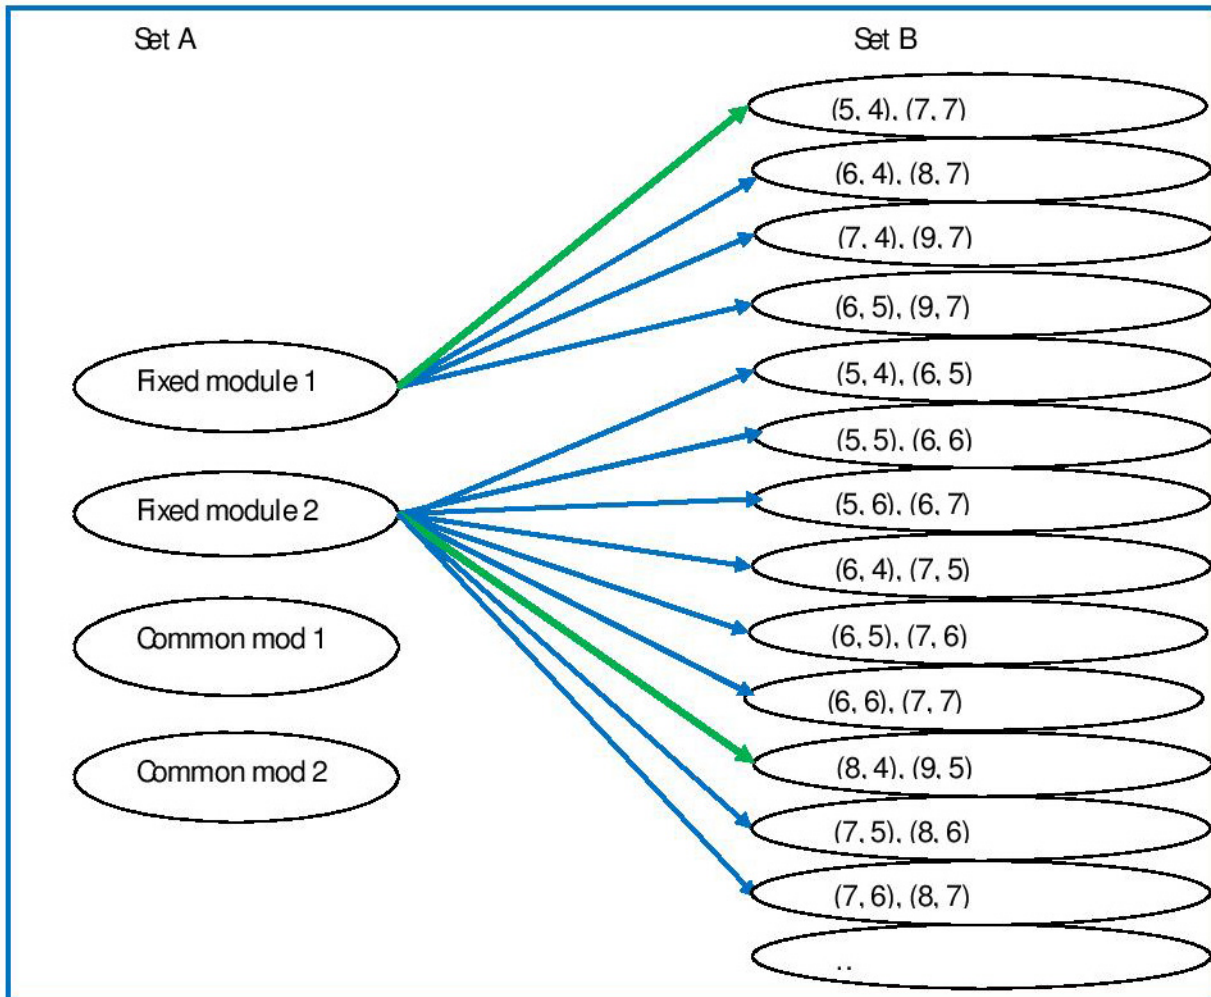 Set A
Set B
(5, 4), (7, 7)
(6, 4), (8, 7)
(7, 4), (9, 7)
(6, 5), (9, 7)
Fixed module 1
(5, 4), (6, 5)
(5, 5), (6, 6)
Fixed module 2
(5, 6), (6, 7)
(6, 4), (7, 5)
Common mod 1
(6, 5), (7, 6)
(6, 6), (7, 7)
Common mod 2
(8, 4), (9, 5)
(7, 5), (8, 6)
(7, 6), (8, 7)
..